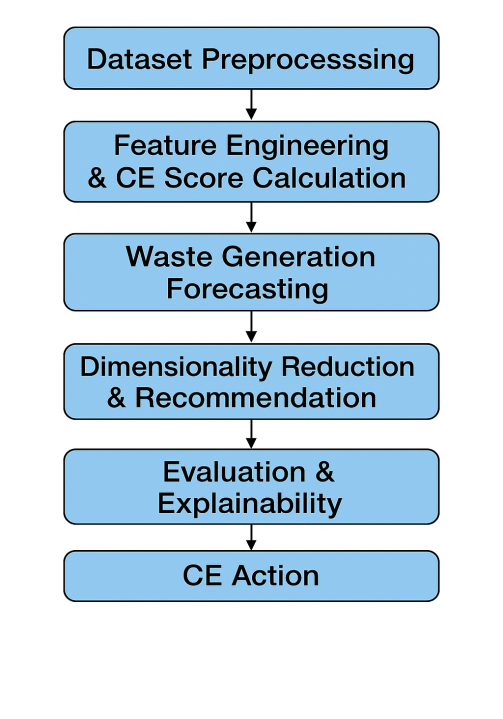 Dataset Preprocesssing
Feature Engineering
& CE Score Calculation
Waste Generation
Forecasting
Dimensionality Reduction
& Recommendation
Evaluation &
Explainability
CE Action